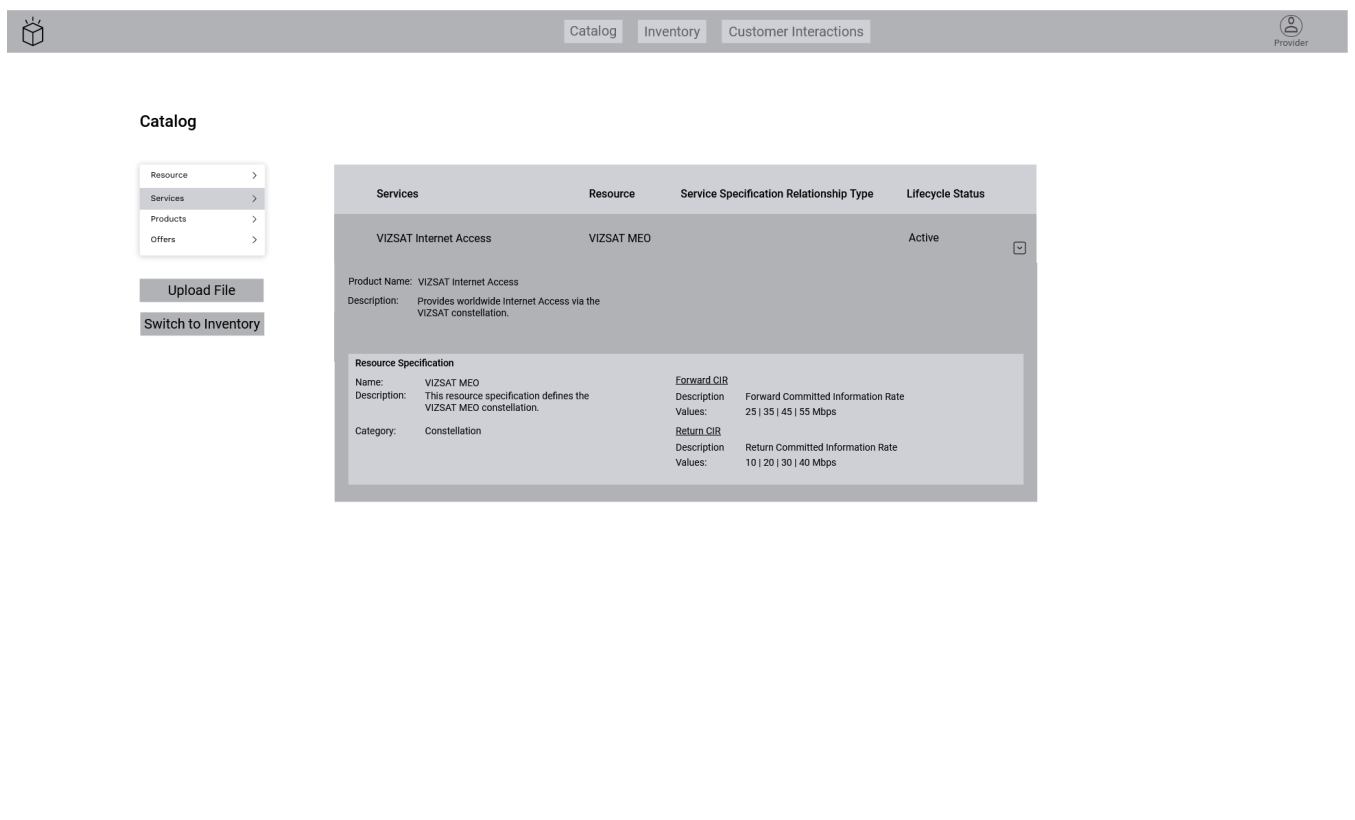 Catalog Inventory Customer Interactions
Provider
Catalog
Resource
Services
Products
Offers
Upload File
Switch to Inventory
Services Resource Service Specification Relationship Type Lifecycle Status
VIZSAT Internet Access VIZSAT MEO Active
Product Name: VIZSAT Internet Access
Description: Provides worldwide Internet Access via the
VIZSAT constellation.
Resource Specification
Name: VIZSAT MEO
Description: This resource specification defines the
VIZSAT MEO constellation.
Category: Constellation
Forward CIR
Description Forward Committed Information Rate
Values: 25 | 35 | 45 | 55 Mbps
Return CIR
Description Return Committed Information Rate
Values: 10 | 20 | 30 | 40 Mbps